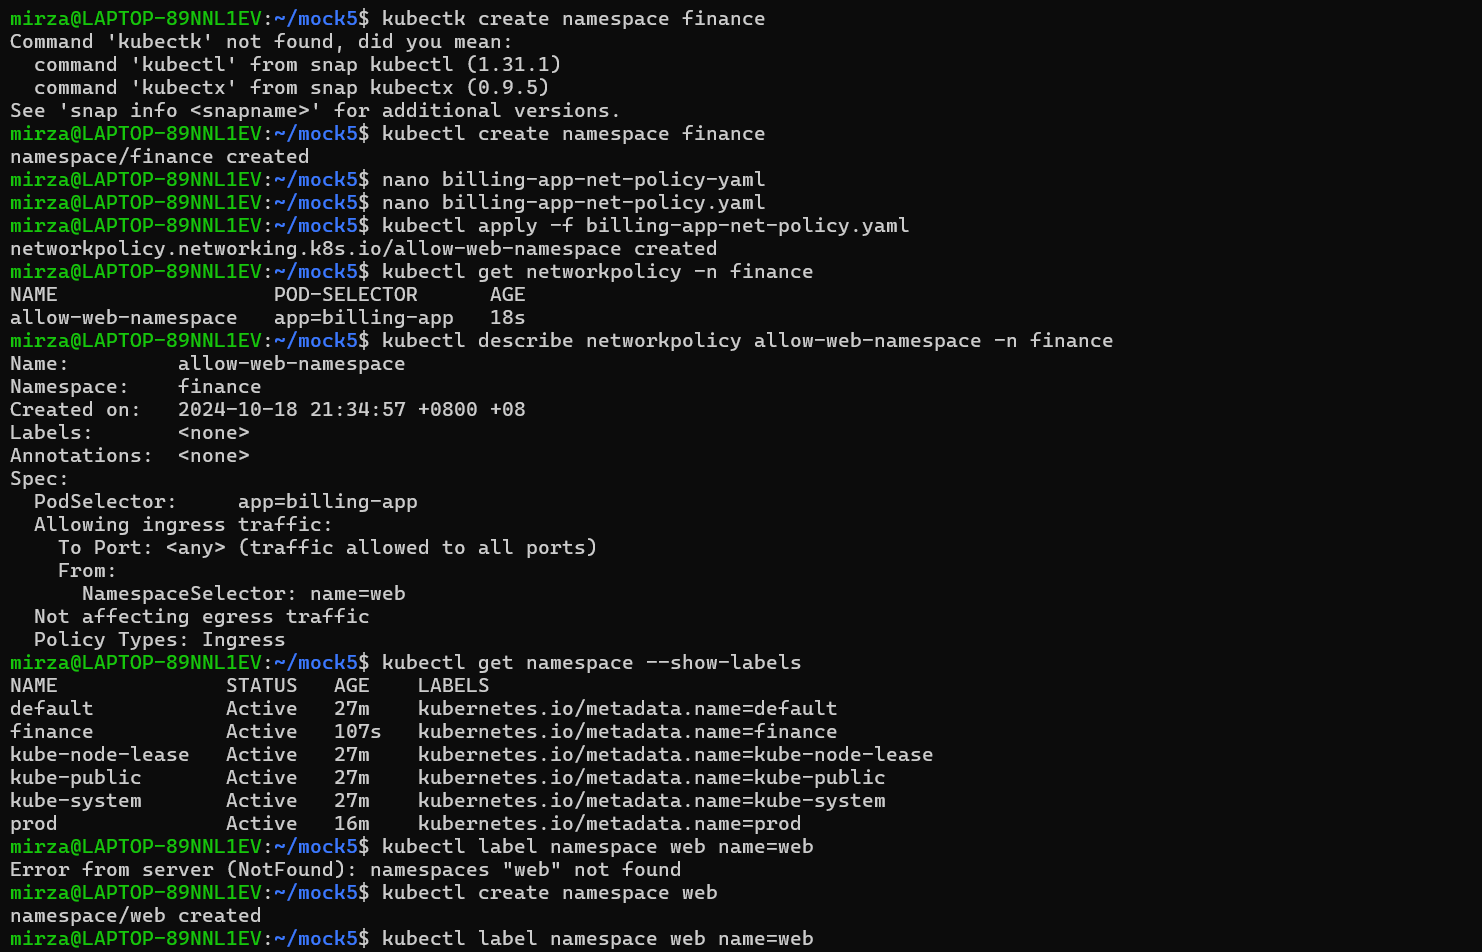 mirza@LAPTOP-89NNL1EV:~/mock5$ kubectk create namespace finance
Command 'kubectk' not found, did you mean:
  command 'kubectl' from snap kubectl (1.31.1)
  command 'kubectx' from snap kubectx (0.9.5)
See 'snap info <snapname>' for additional versions.
mirza@LAPTOP-89NNL1EV:~/mock5$ kubectl create namespace finance
namespace/finance created
mirza@LAPTOP-89NNL1EV:~/mock5$ nano billing-app-net-policy-yaml
mirza@LAPTOP-89NNL1EV:~/mock5$ nano billing-app-net-policy.yaml
mirza@LAPTOP-89NNL1EV:~/mock5$ kubectl apply -f billing-app-net-policy.yaml
networkpolicy.networking.k8s.io/allow-web-namespace created
mirza@LAPTOP-89NNL1EV:~/mock5$ kubectl get networkpolicy -n finance
NAME                  POD-SELECTOR      AGE
allow-web-namespace   app=billing-app   18s
mirza@LAPTOP-89NNL1EV:~/mock5$ kubectl describe networkpolicy allow-web-namespace -n finance
Name:         allow-web-namespace
Namespace:    finance
Created on:   2024-10-18 21:34:57 +0800 +08
Labels:       <none>
Annotations:  <none>
Spec:
  PodSelector:     app=billing-app
  Allowing ingress traffic:
    To Port: <any> (traffic allowed to all ports)
    From:
      NamespaceSelector: name=web
  Not affecting egress traffic
  Policy Types: Ingress
mirza@LAPTOP-89NNL1EV:~/mock5$ kubectl get namespace --show-labels
NAME              STATUS   AGE    LABELS
default           Active   27m    kubernetes.io/metadata.name=default
finance           Active   107s   kubernetes.io/metadata.name=finance
kube-node-lease   Active   27m    kubernetes.io/metadata.name=kube-node-lease
kube-public       Active   27m    kubernetes.io/metadata.name=kube-public
kube-system       Active   27m    kubernetes.io/metadata.name=kube-system
prod              Active   16m    kubernetes.io/metadata.name=prod
mirza@LAPTOP-89NNL1EV:~/mock5$ kubectl label namespace web name=web
Error from server (NotFound): namespaces "web" not found
mirza@LAPTOP-89NNL1EV:~/mock5$ kubectl create namespace web
namespace/web created
mirza@LAPTOP-89NNL1EV:~/mock5$ kubectl label namespace web name=web